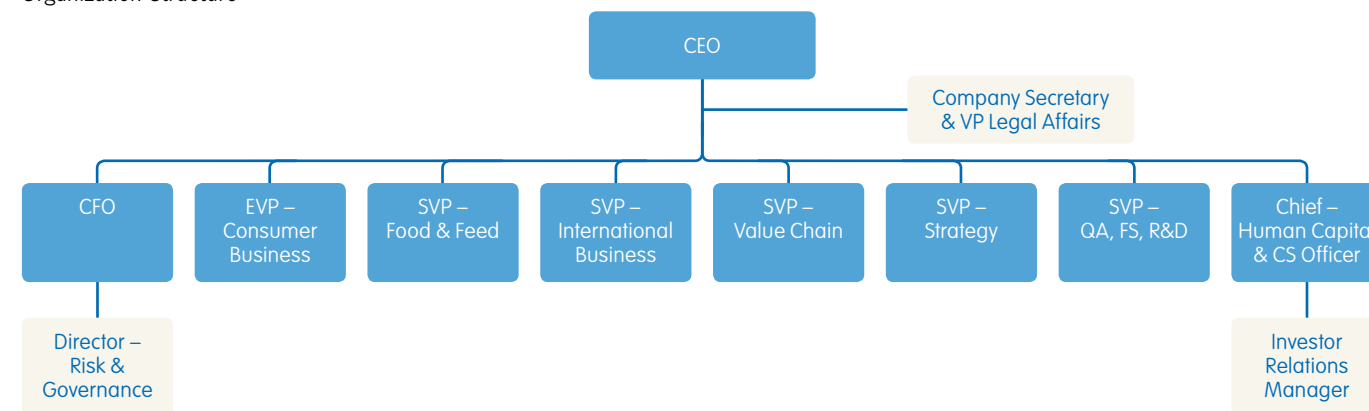 CEO
Company Secretary
& VP Legal Affairs
CFO
EVP –
Consumer
Business
SVP –
Food & Feed
SVP –
International
Business
SVP –
Value Chain
SVP –
Strategy
SVP –
QA, FS, R&D
Chief –
Human Capita
& CS Officer
Director –
Risk &
Governance
Investor
Relations
Manager